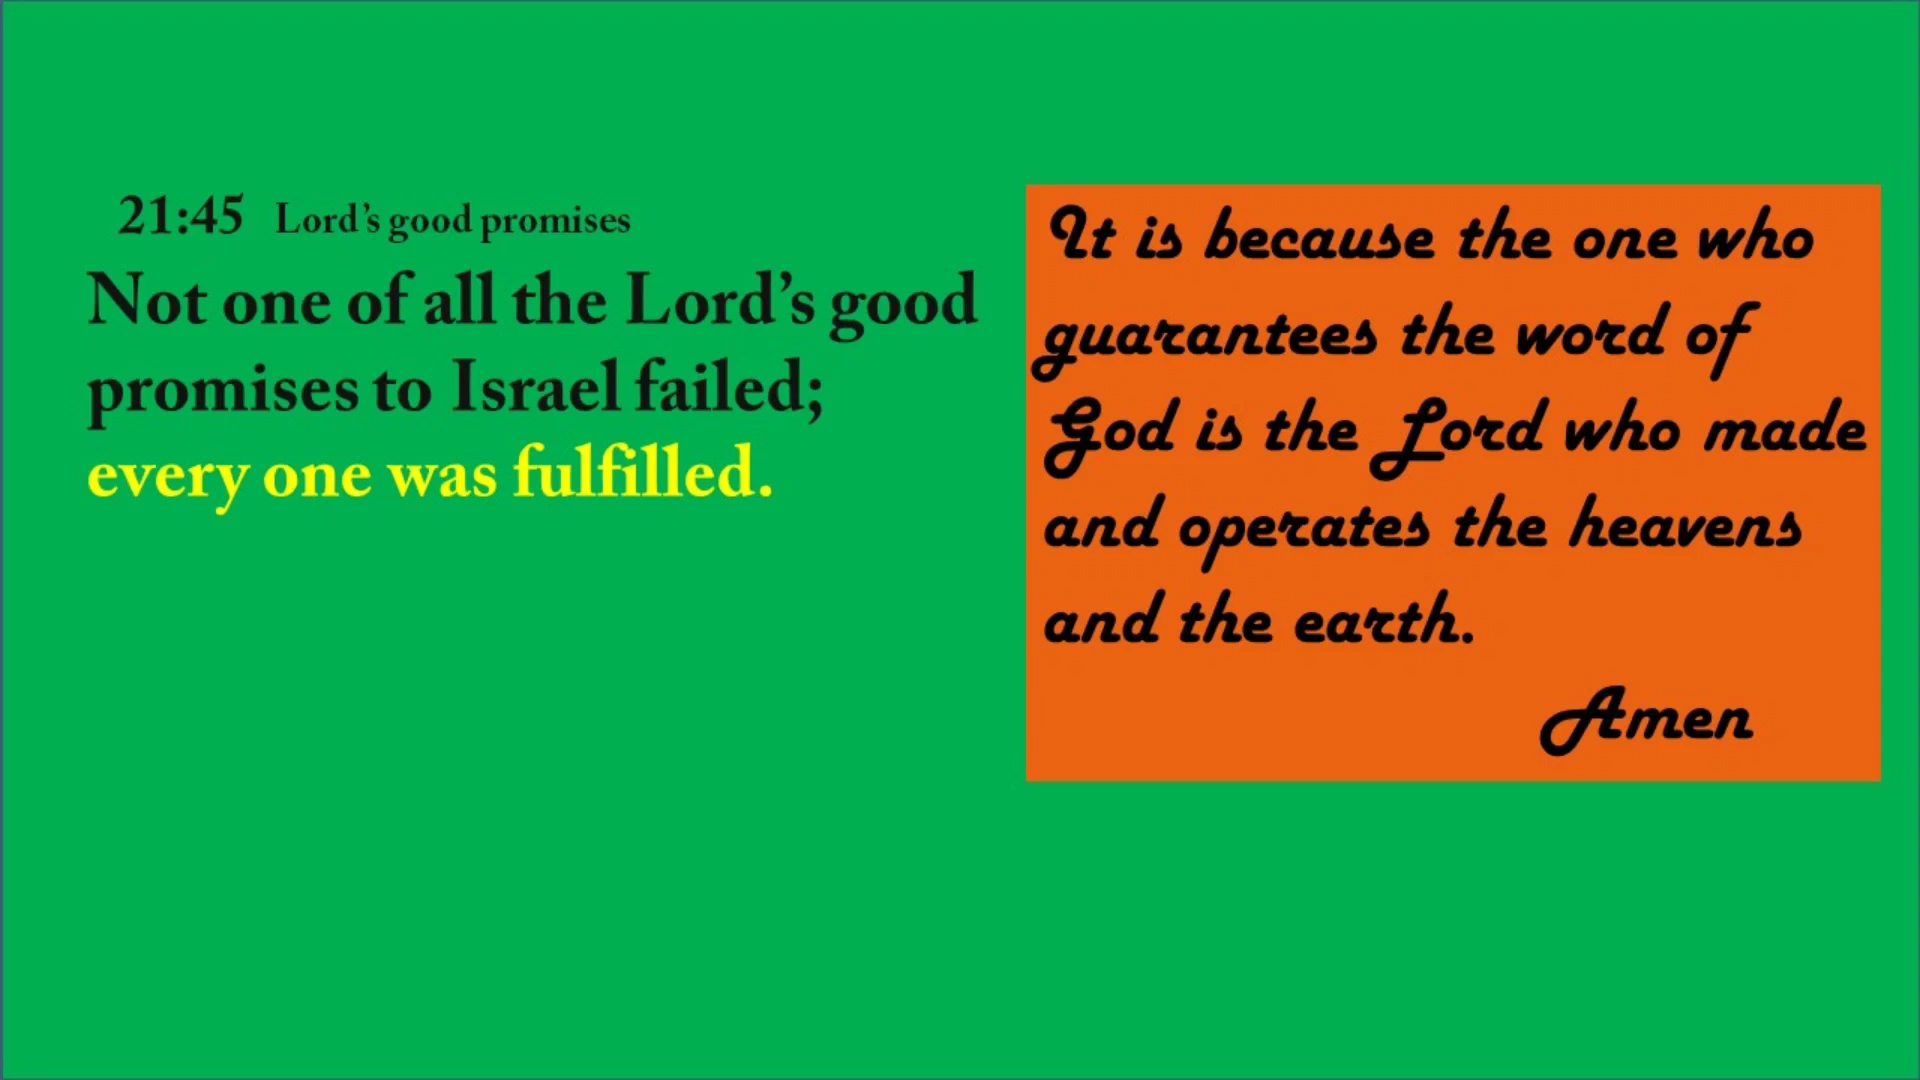 21:45 Lord's good promises
Not one of all the Lord's good
promises to Israel failed;
every one was fulfilled.
It is because the one who
guarantees the word of
God is the Lord who made
and operates the heavens
and the earth.
Amen